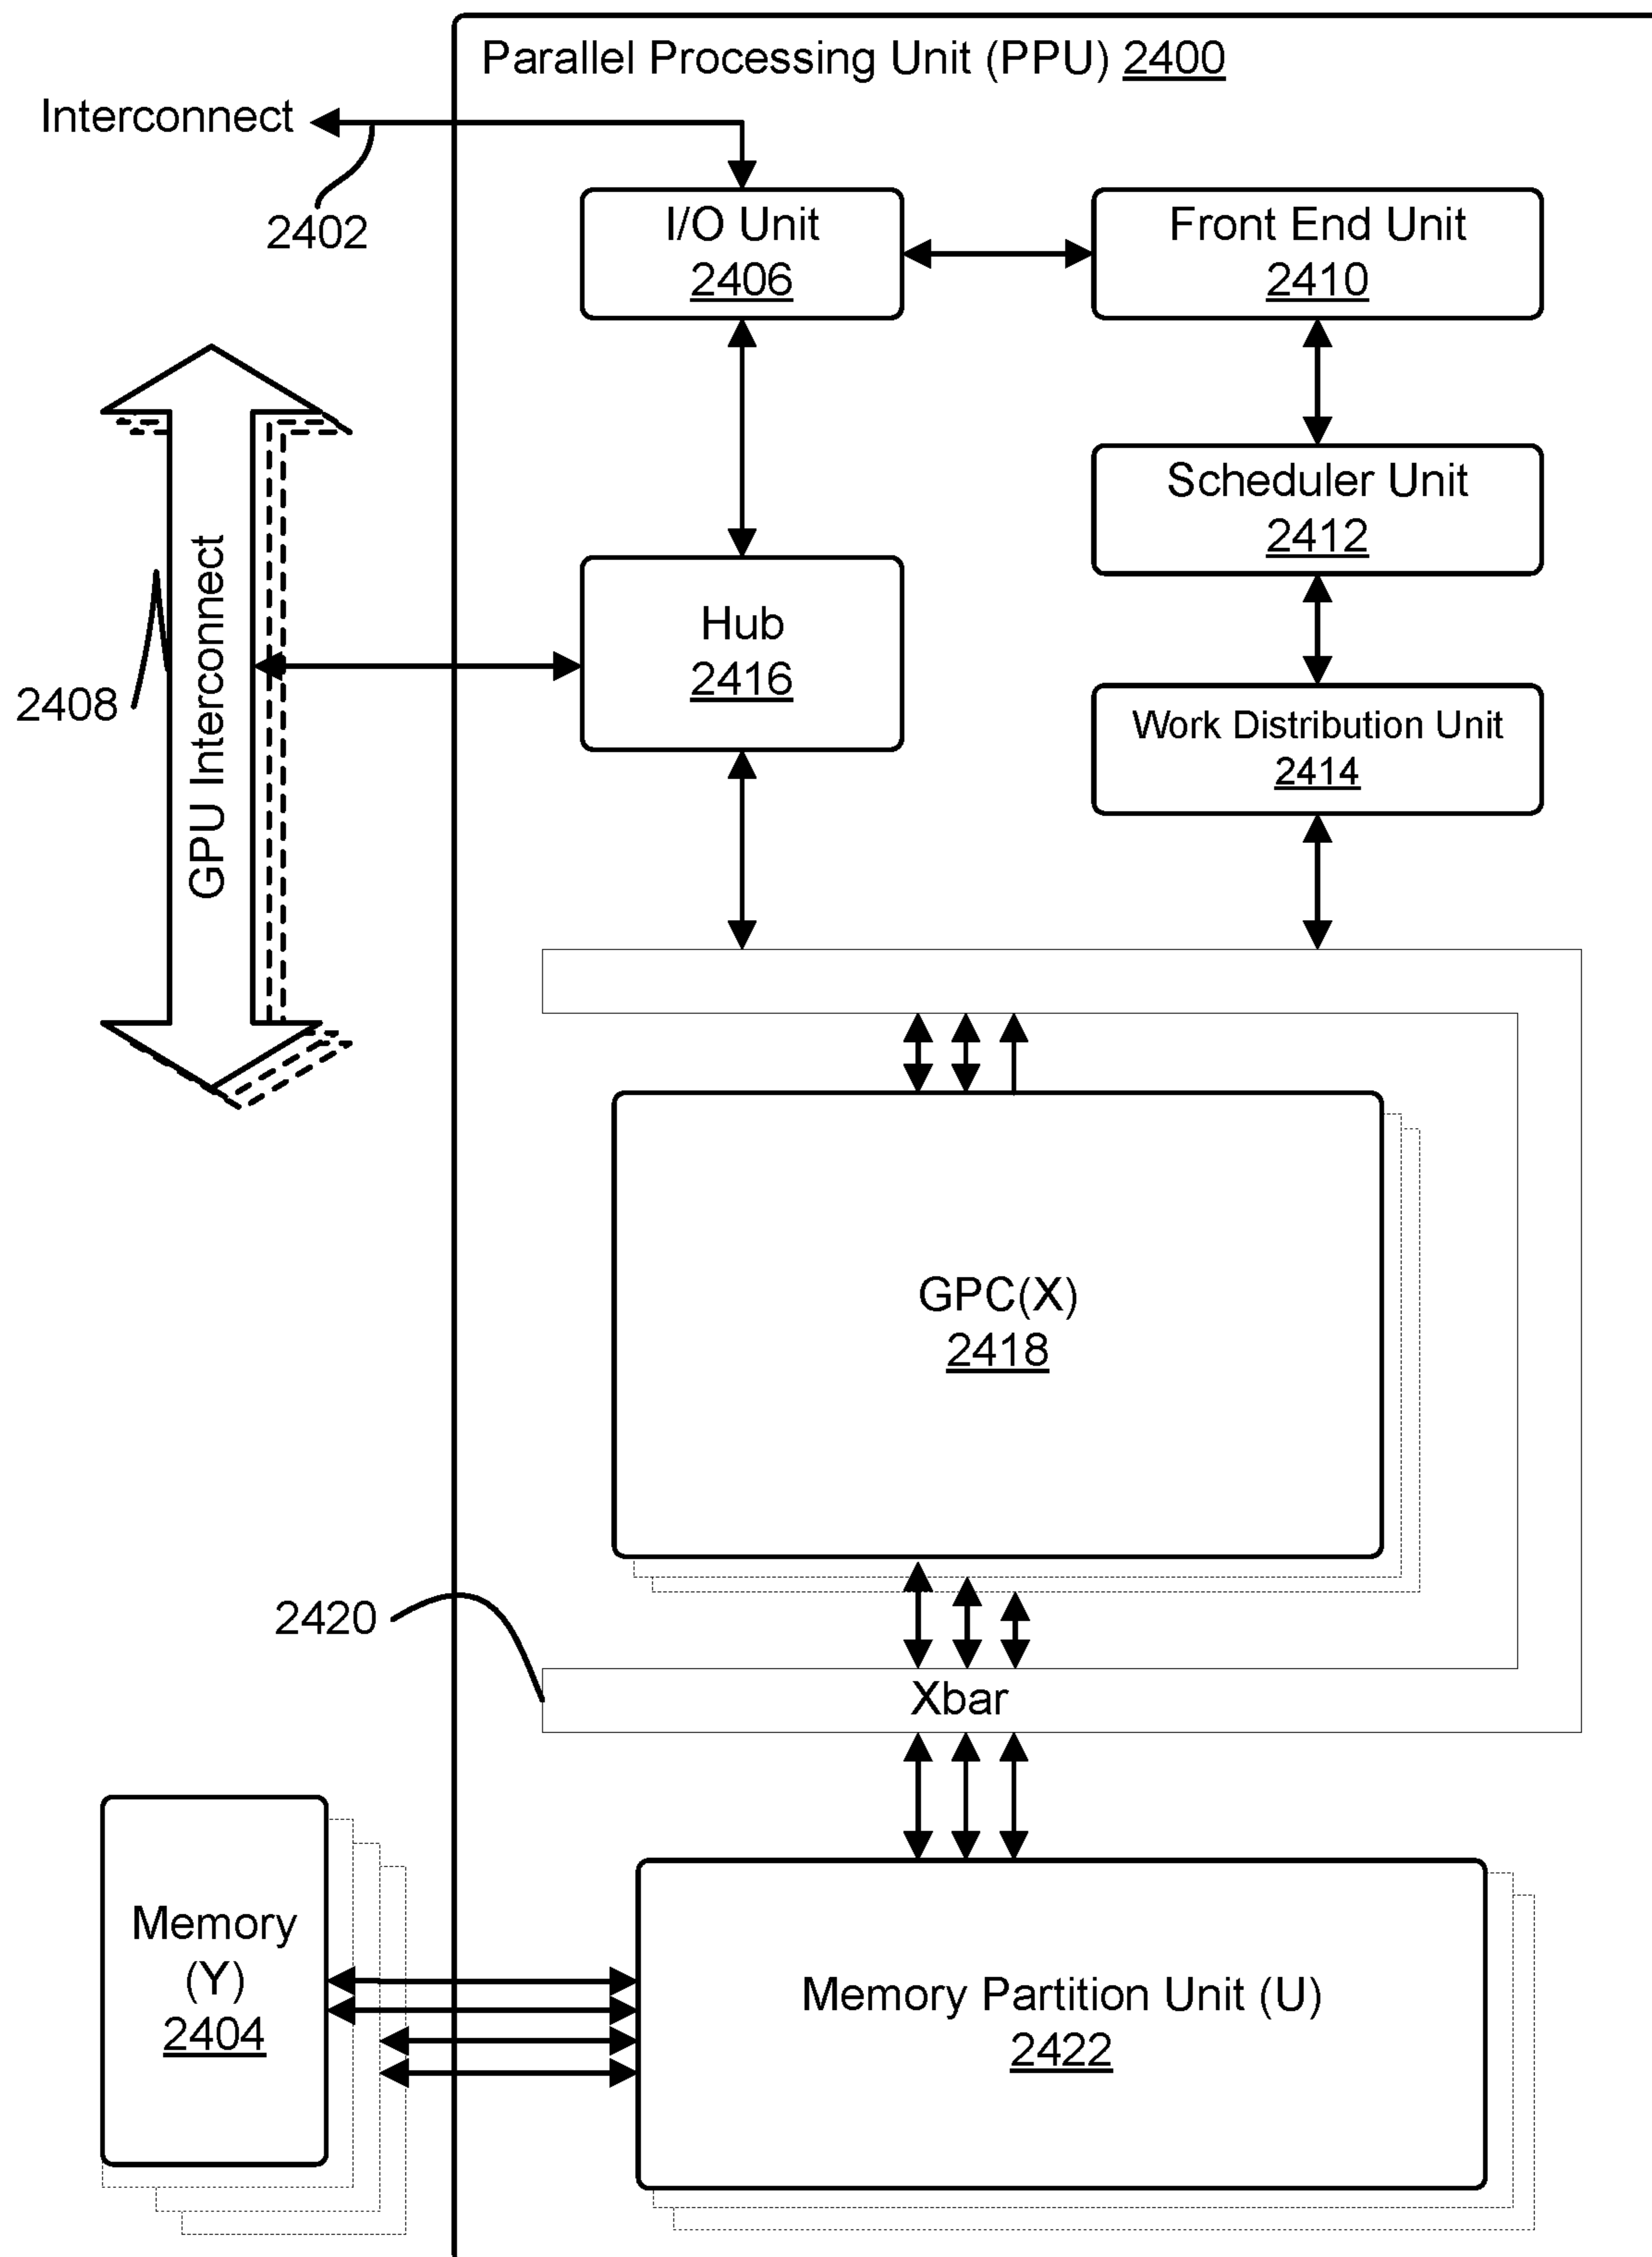 Parallel Processing Unit (PPU) 2400
Interconnect
2402
I/O Unit
2406
Front End Unit
2410
Scheduler Unit
2412
GPU Interconnect
2408
Hub
2416
Work Distribution Unit
2414
GPC(X)
2418
2420
Xbar
Memory
(Y)
2404
Memory Partition Unit (U)
2422